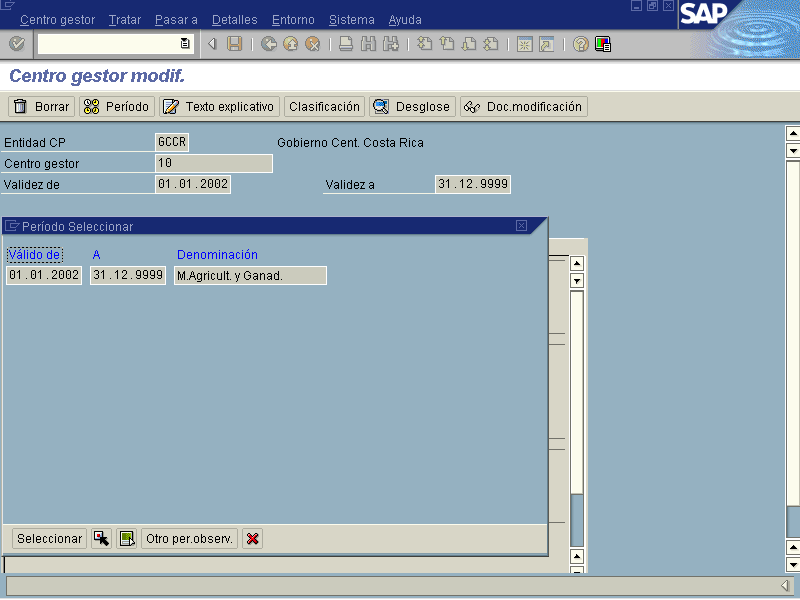 Centro gestor Tratar Pasar a Detalles Entorno Sistema Ayuda
SAP
Centro gestor modif.
Borrar Período Texto explicativo Clasificación Desglose Doc.modificación
Entidad CP GCCR Gobierno Cent. Costa Rica
Centro gestor 10
Validez de 01.01.2002 Validez a 31.12.9999
Período Seleccionar
Válido de A Denominación
01.01.2002 31.12.9999 M.Agricult. y Ganad.
Seleccionar Otro per.observ.